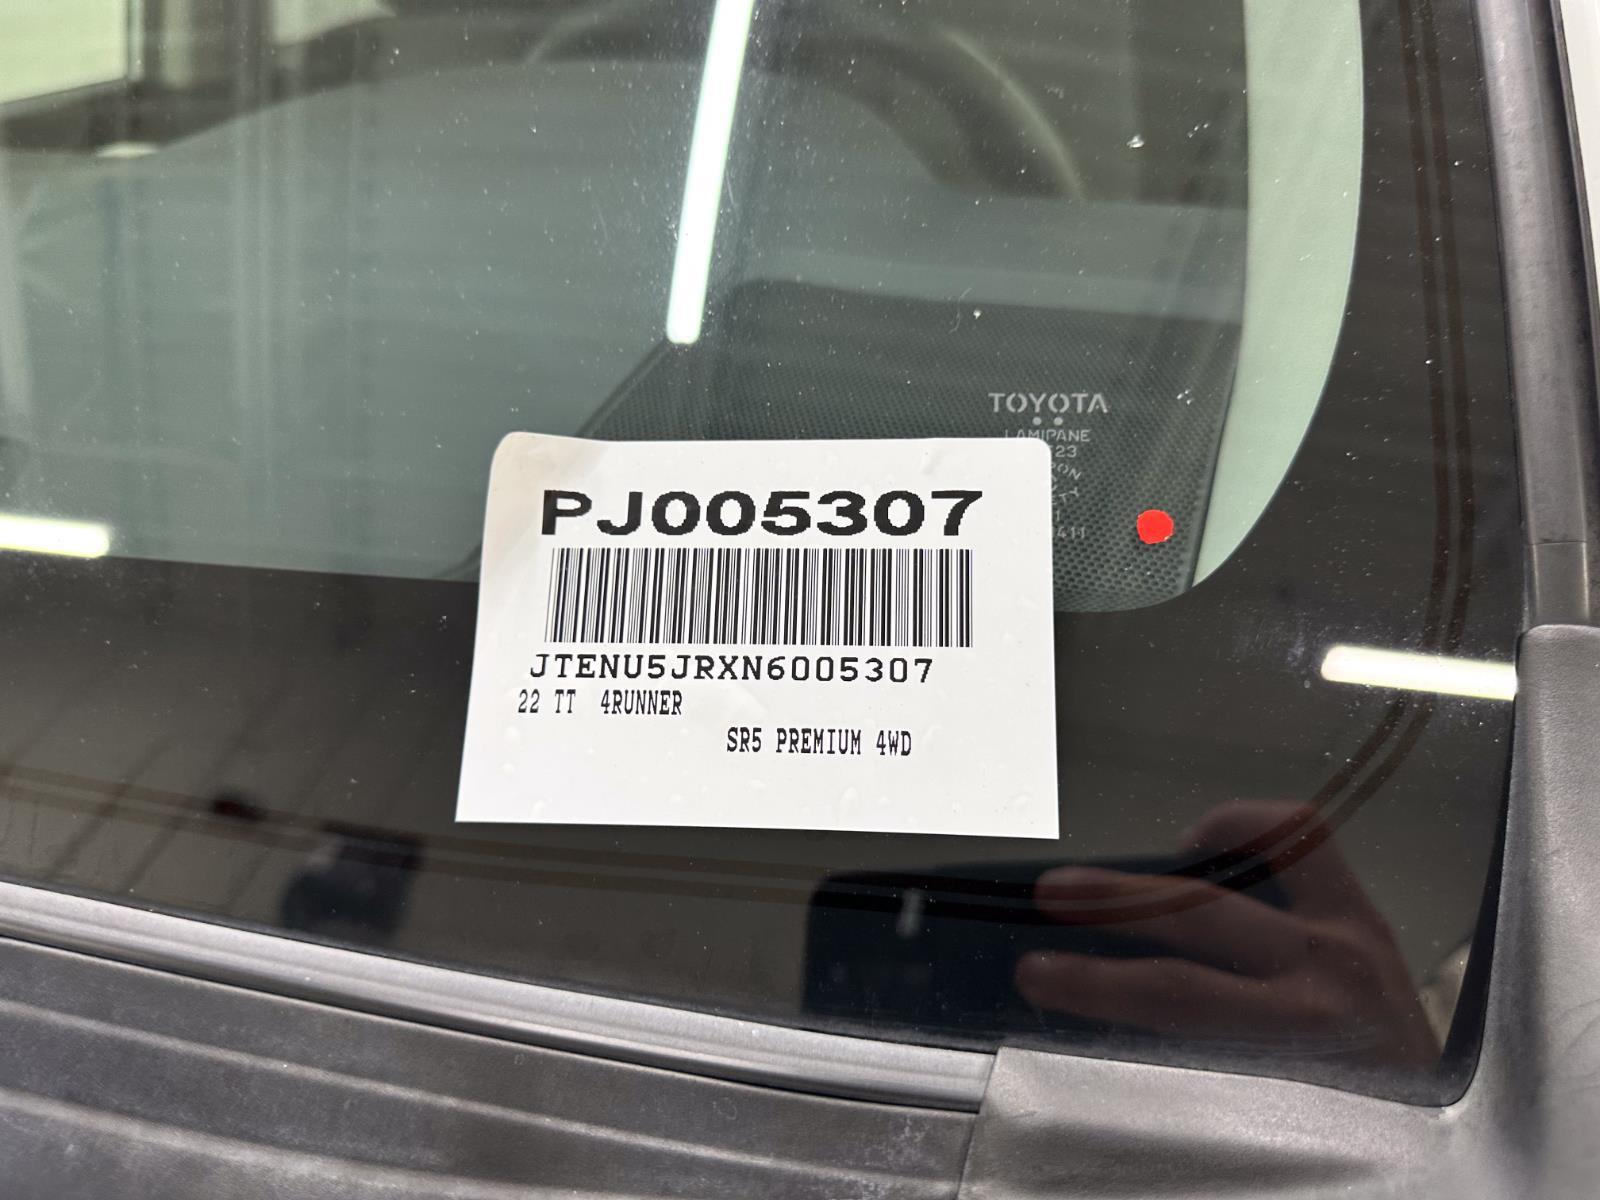 TOYOTA
LAMIPANE
PJ005307
JTENU5JRXN6005307
22 TT 4RUNNER
SR5 PREMIUM 4WD